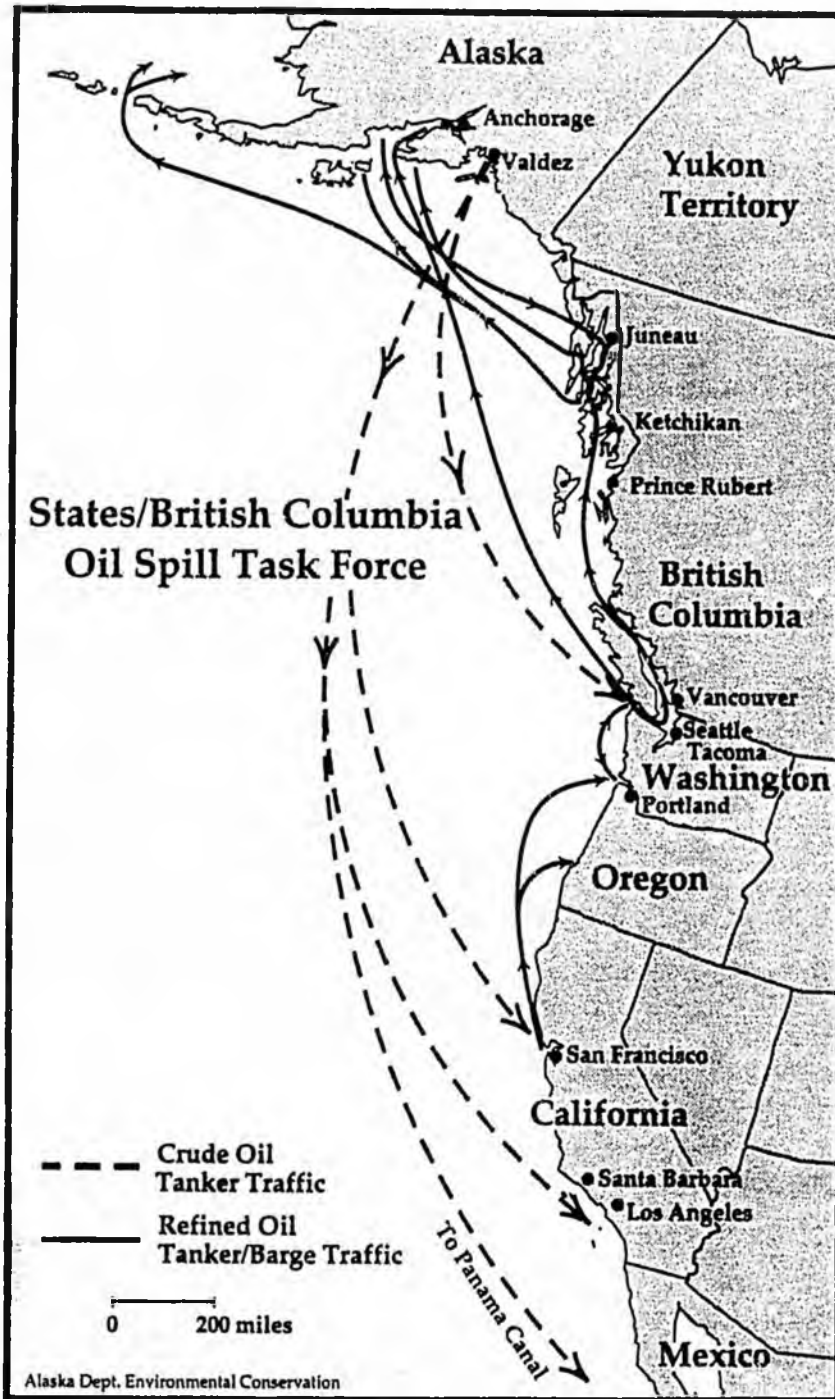 Alaska
Anchorage
Valdez
Yukon
Territory
Juneau
Ketchikan
Prince Rubert
States/British Columbia
Oil Spill Task Force
British
Columbia
Vancouver
Seattle
Tacoma
Washington
Portland
Oregon
San Francisco
California
Santa Barbara
Los Angeles
Crude Oil
Tanker Traffic
Refined Oil
Tanker/Barge Traffic
To Panama Canal
0 200 miles
Mexico
Alaska Dept. Environmental Conservation